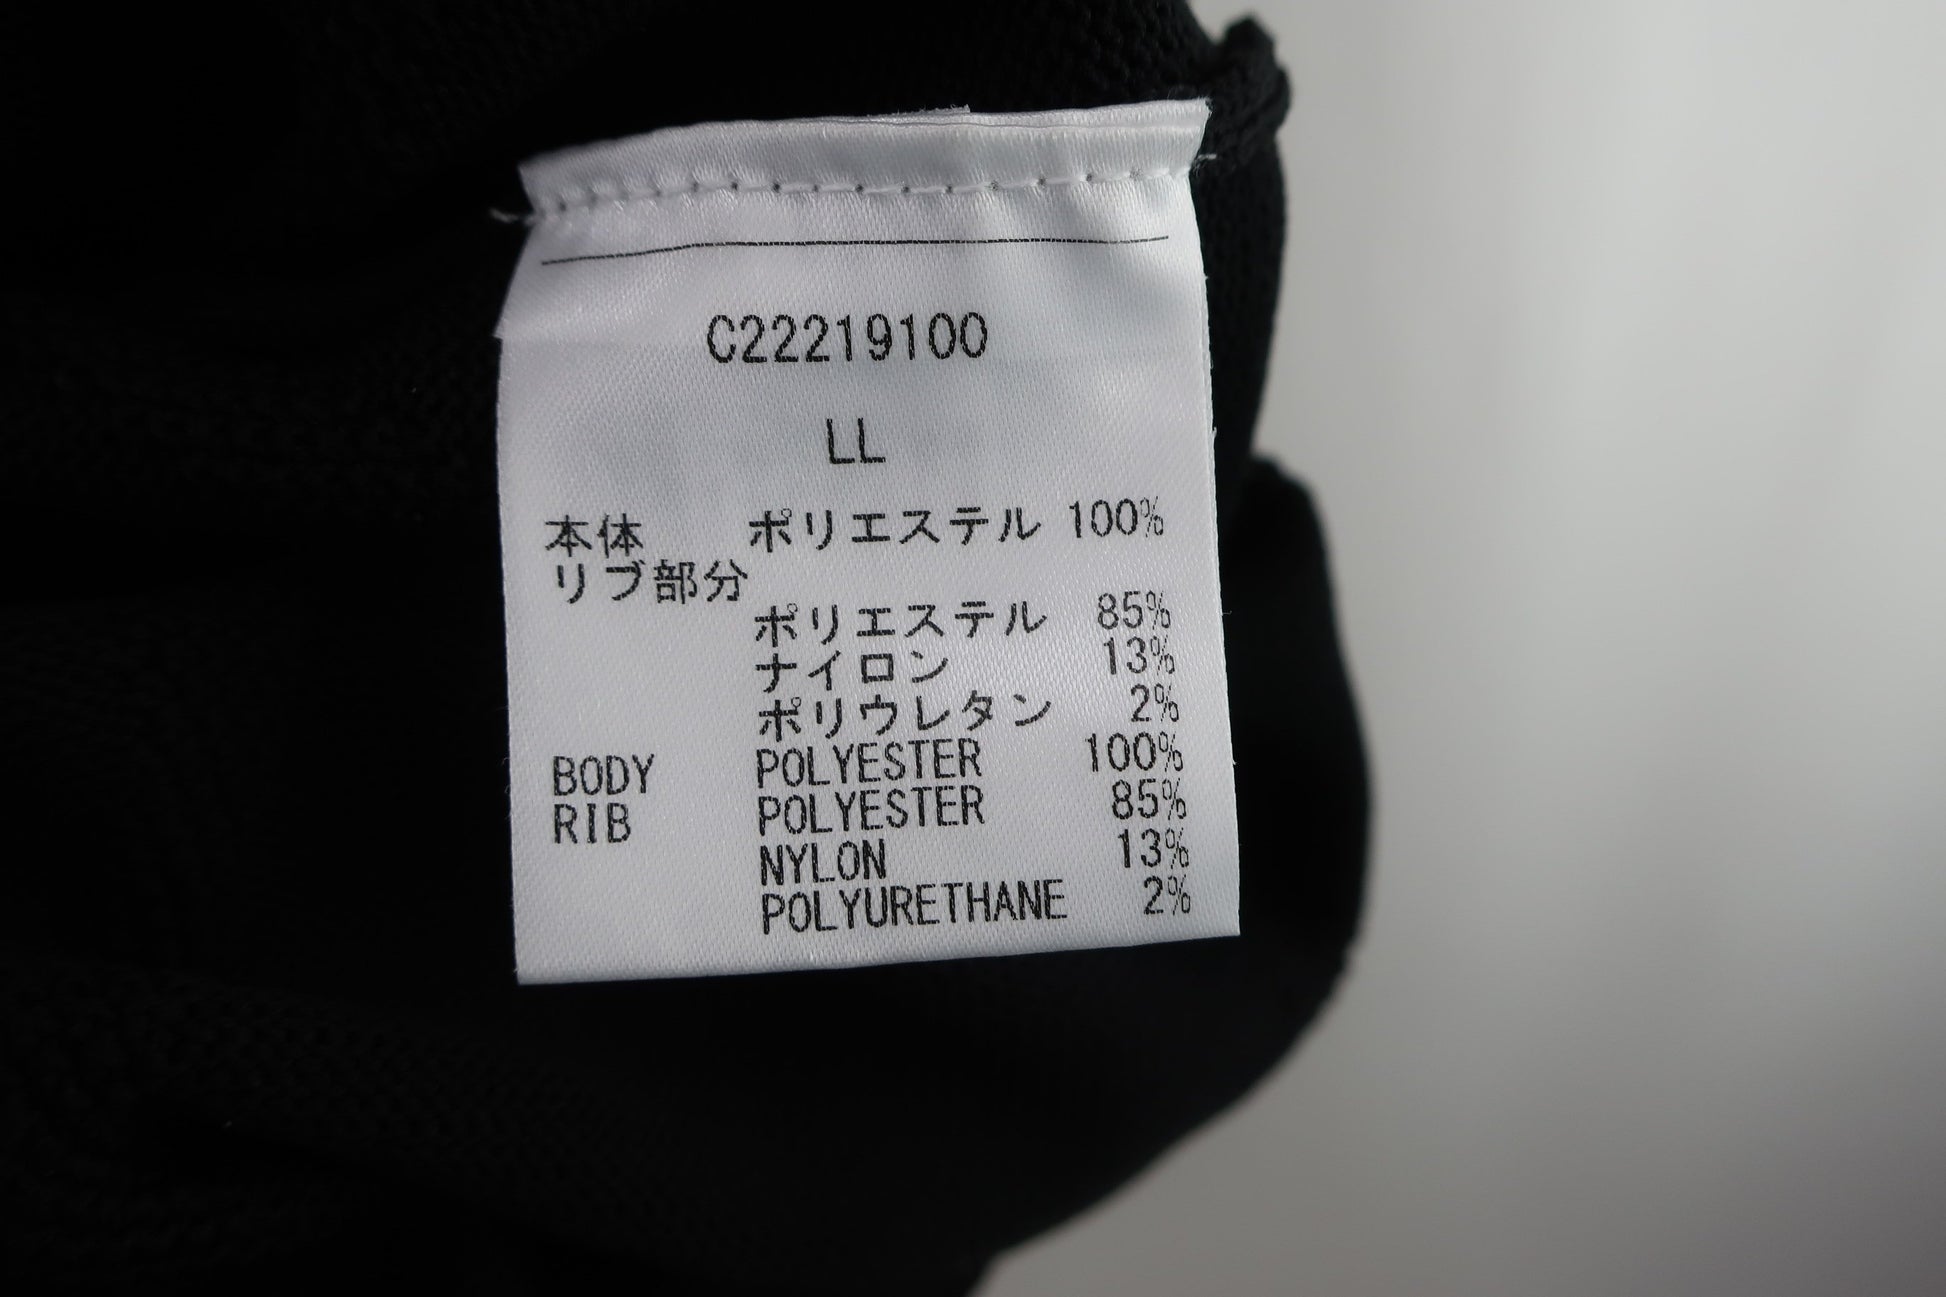 C22219100
LL
本体 ポリエステル 100%
リブ部分
ポリエステル 85%
ナイロン 13%
ポリウレタン 2%
BODY POLYESTER 100%
RIB POLYESTER 85%
NYLON 13%
POLYURETHANE 2%